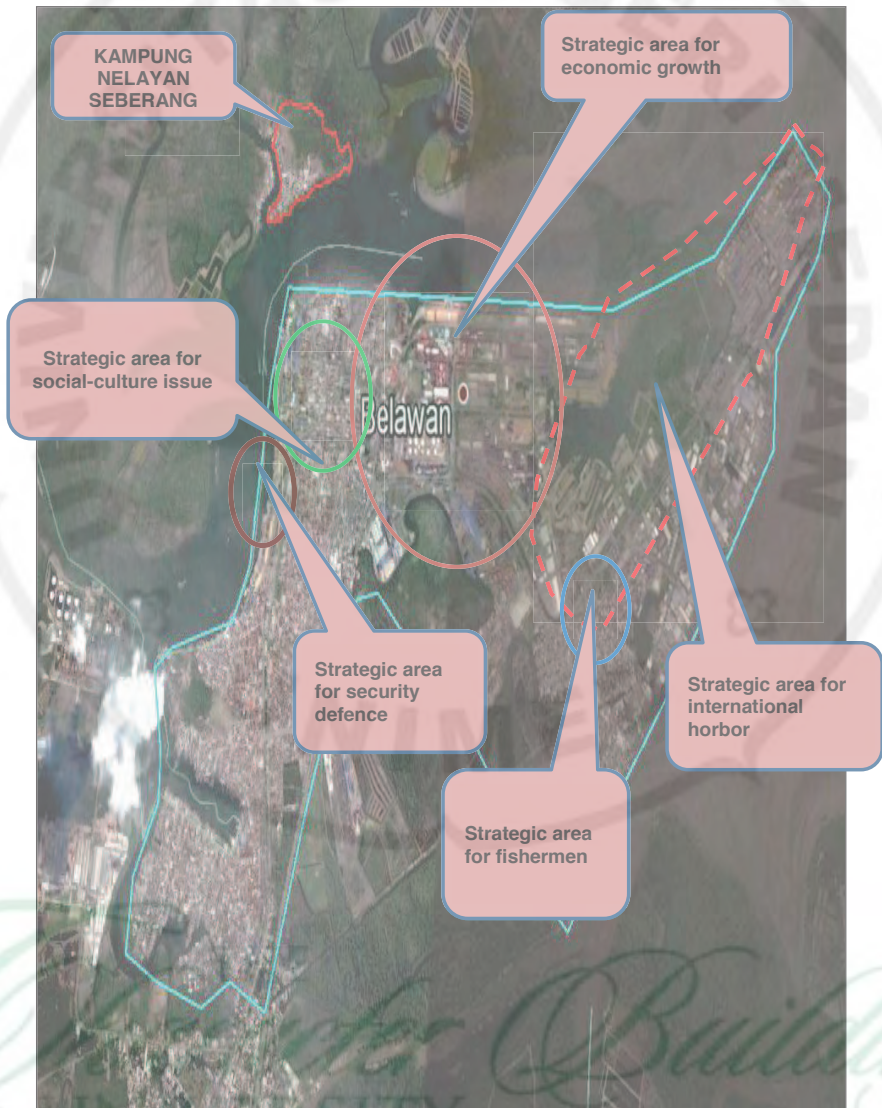 KAMPUNG
NELAYAN
SEBERANG
Strategic area for
economic growth
Strategic area for
social-culture issue
Belawan
Strategic area
for security
defence
Strategic area for
international
horbor
Strategic area
for fishermen